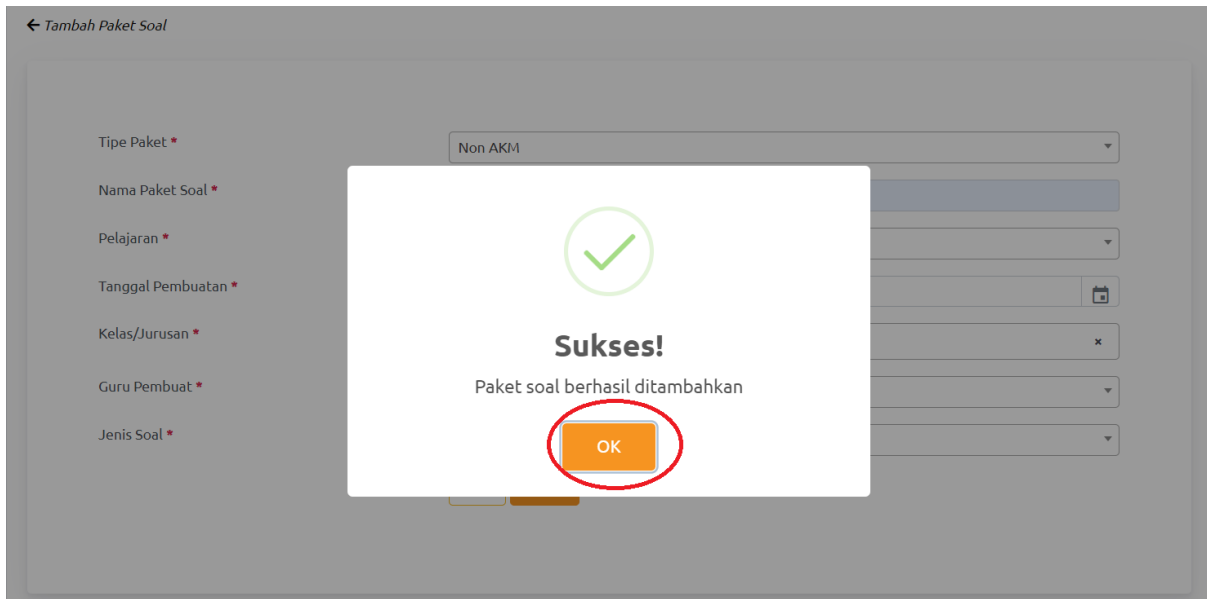 Tambah Paket Soal
Tipe Paket *
Non AKM
Nama Paket Soal *
Pelajaran *
Tanggal Pembuatan *
Kelas/Jurusan *
×
Guru Pembuat *
Jenis Soal *
Sukses!
Paket soal berhasil ditambahkan
OK